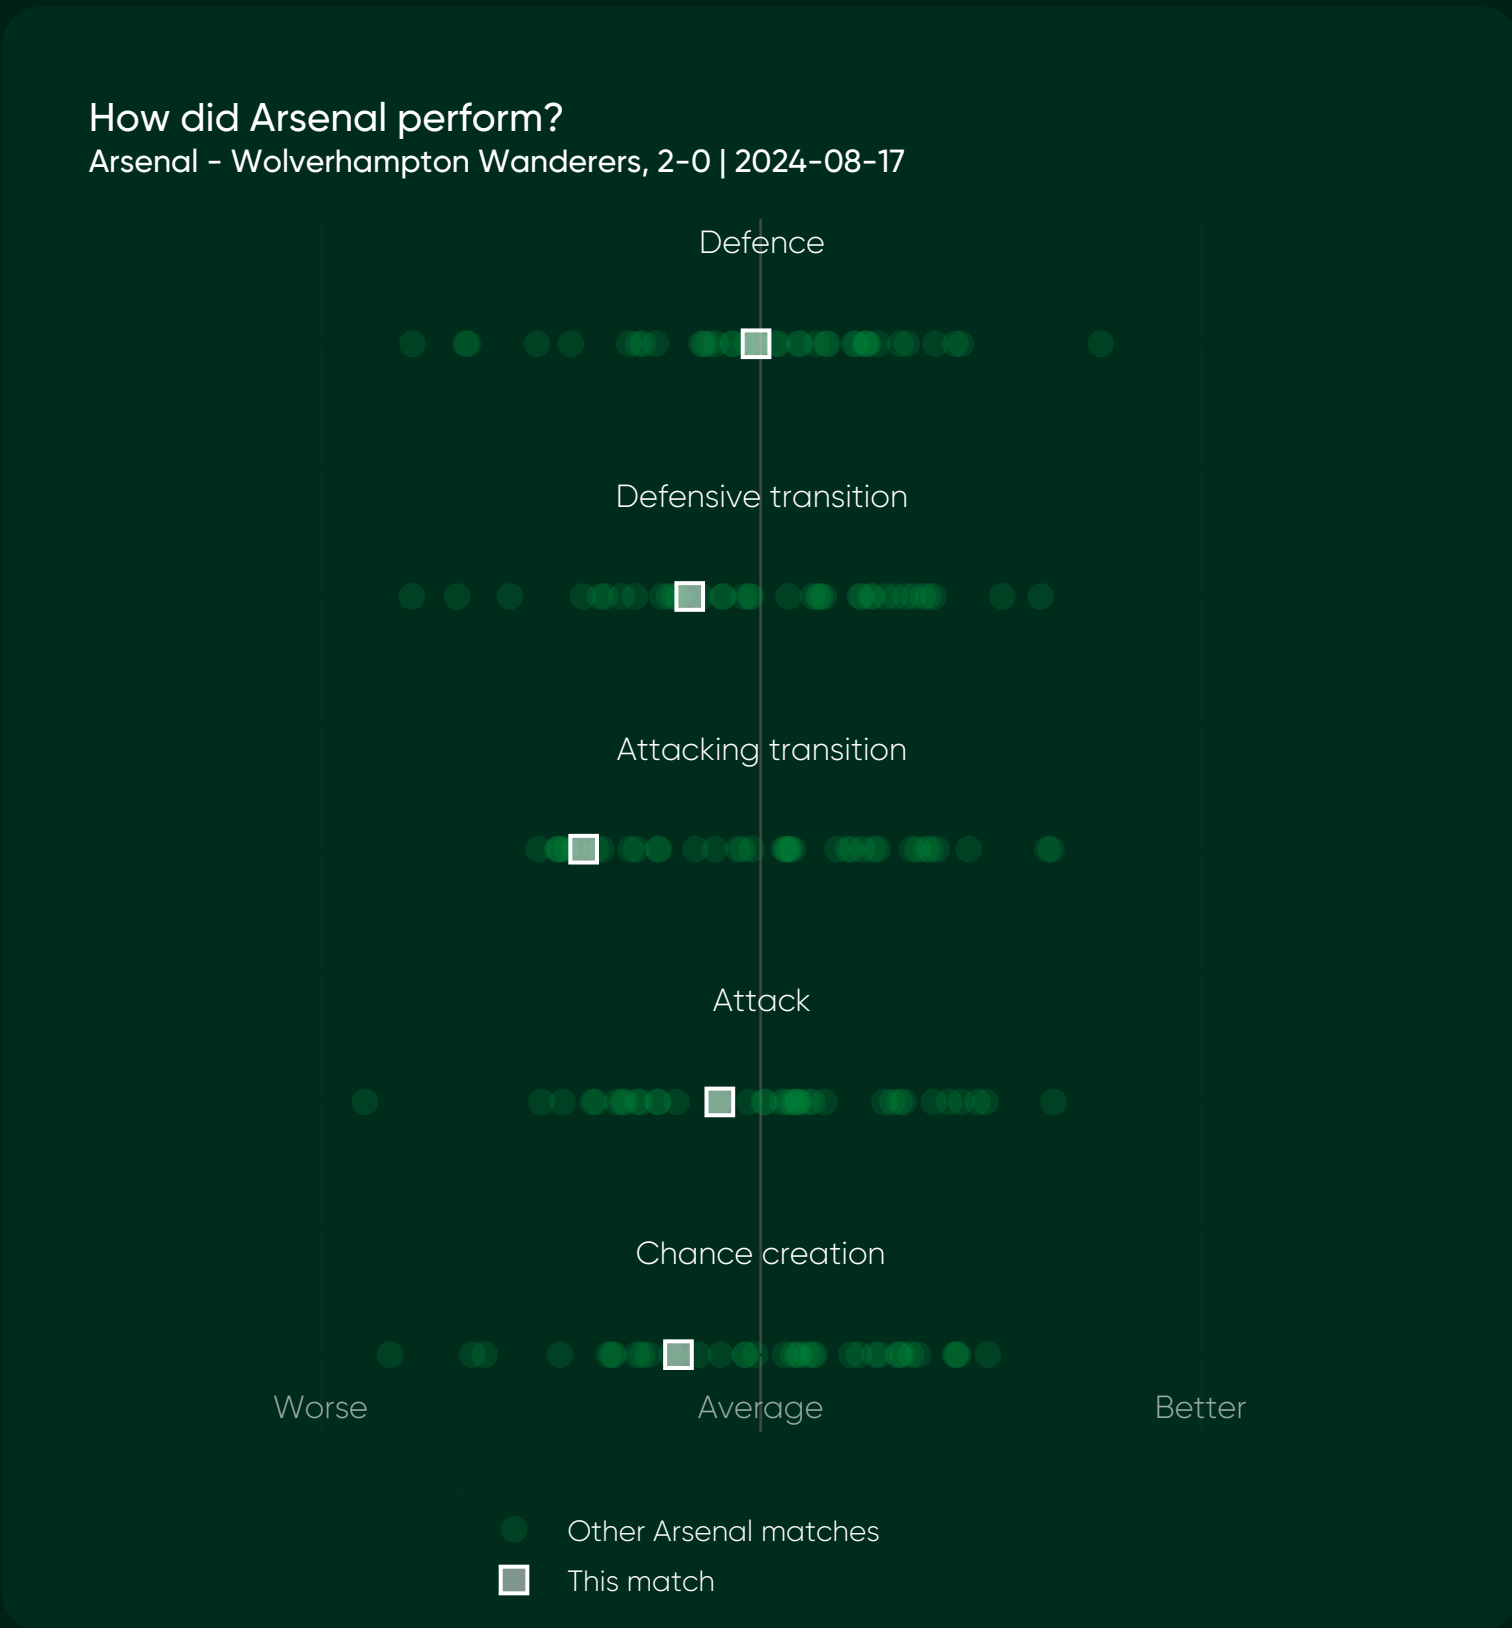 How did Arsenal perform?
Arsenal - Wolverhampton Wanderers, 2-0 | 2024-08-17
Defence
Defensive transition
Attacking transition
Attack
Chance creation
Worse
Average
Better
Other Arsenal matches
This match